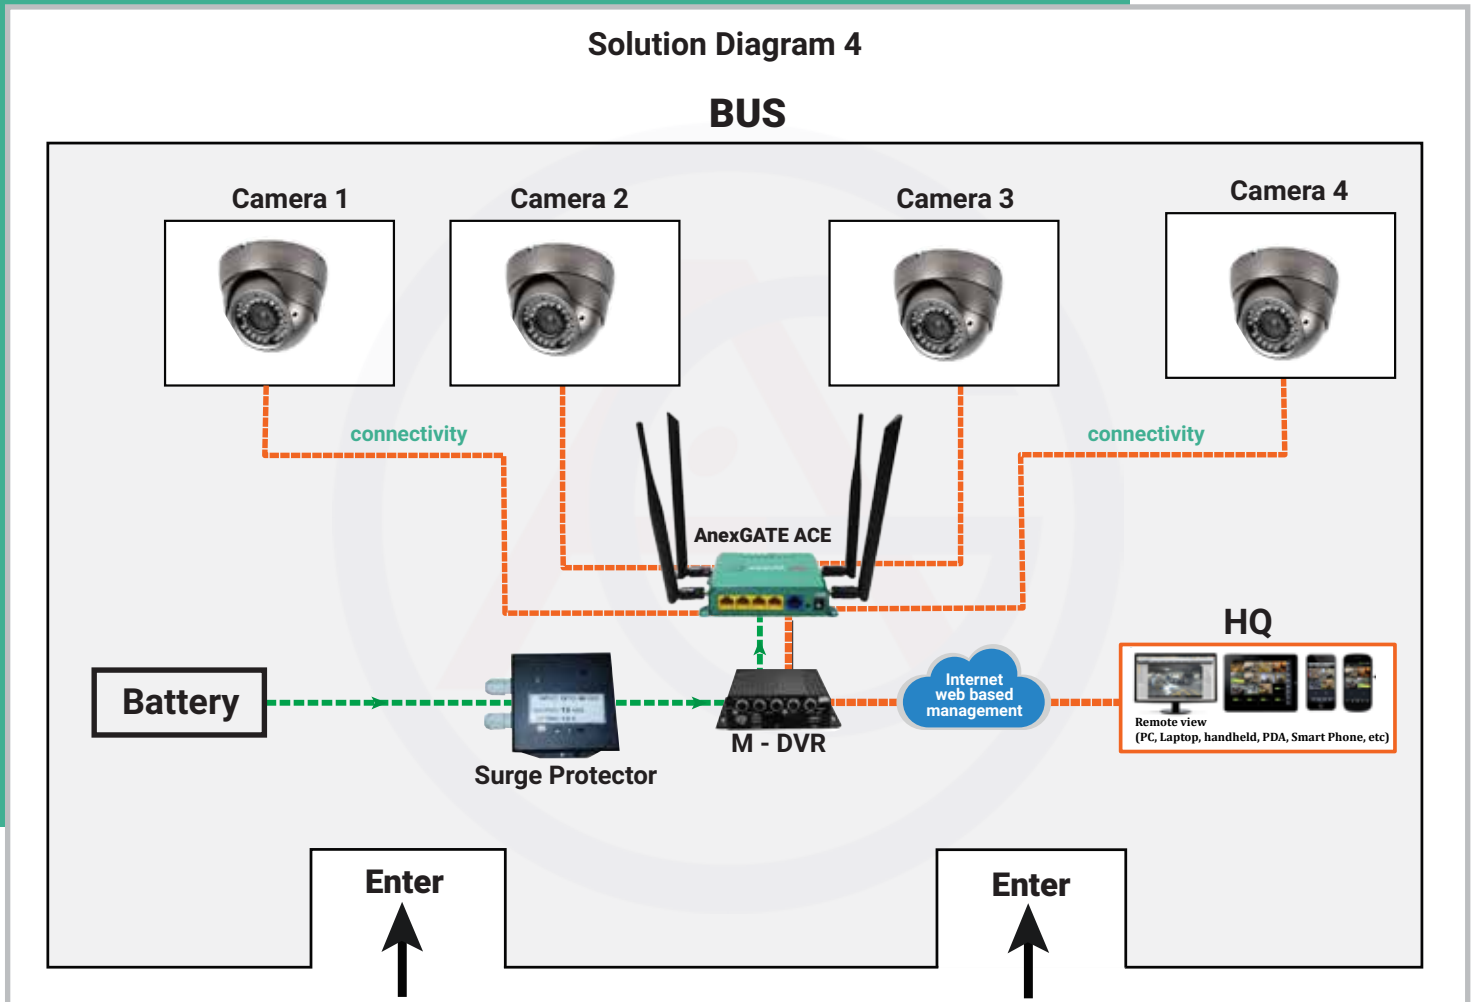 Solution Diagram 4
BUS
Camera 1
Camera 2
Camera 3
Camera 4
connectivity
connectivity
AnexGATE ACE
HQ
Battery
Internet
web based
management
Remote view
(PC, Laptop, handheld, PDA, Smart Phone, etc)
M - DVR
Surge Protector
Enter
Enter